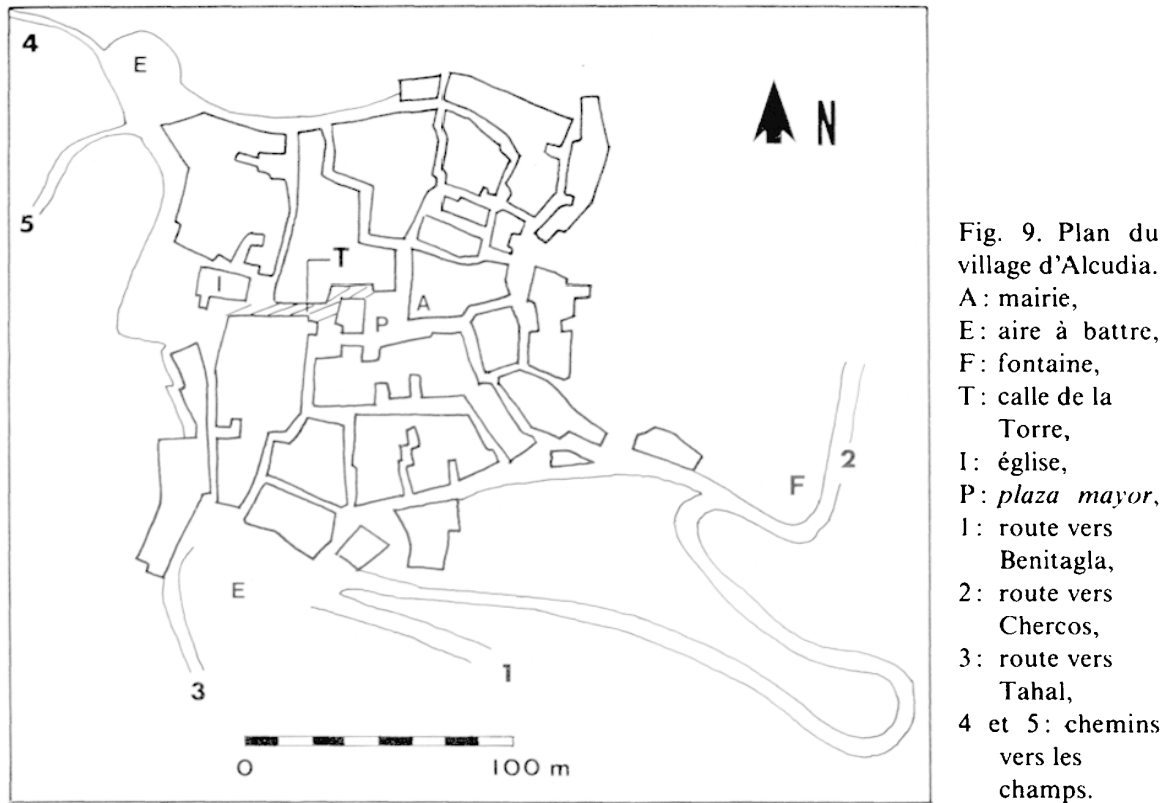 4
E
N
5
T
I
A
P
F
2
E
1
3
0 100 m
Fig. 9. Plan du
village d'Alcudia.
A : mairie,
E : aire à battre,
F : fontaine,
T : calle de la
Torre,
I : église,
P : plaza mayor,
1 : route vers
Benitagla,
2 : route vers
Chercos,
3 : route vers
Tahal,
4 et 5 : chemins
vers les
champs.